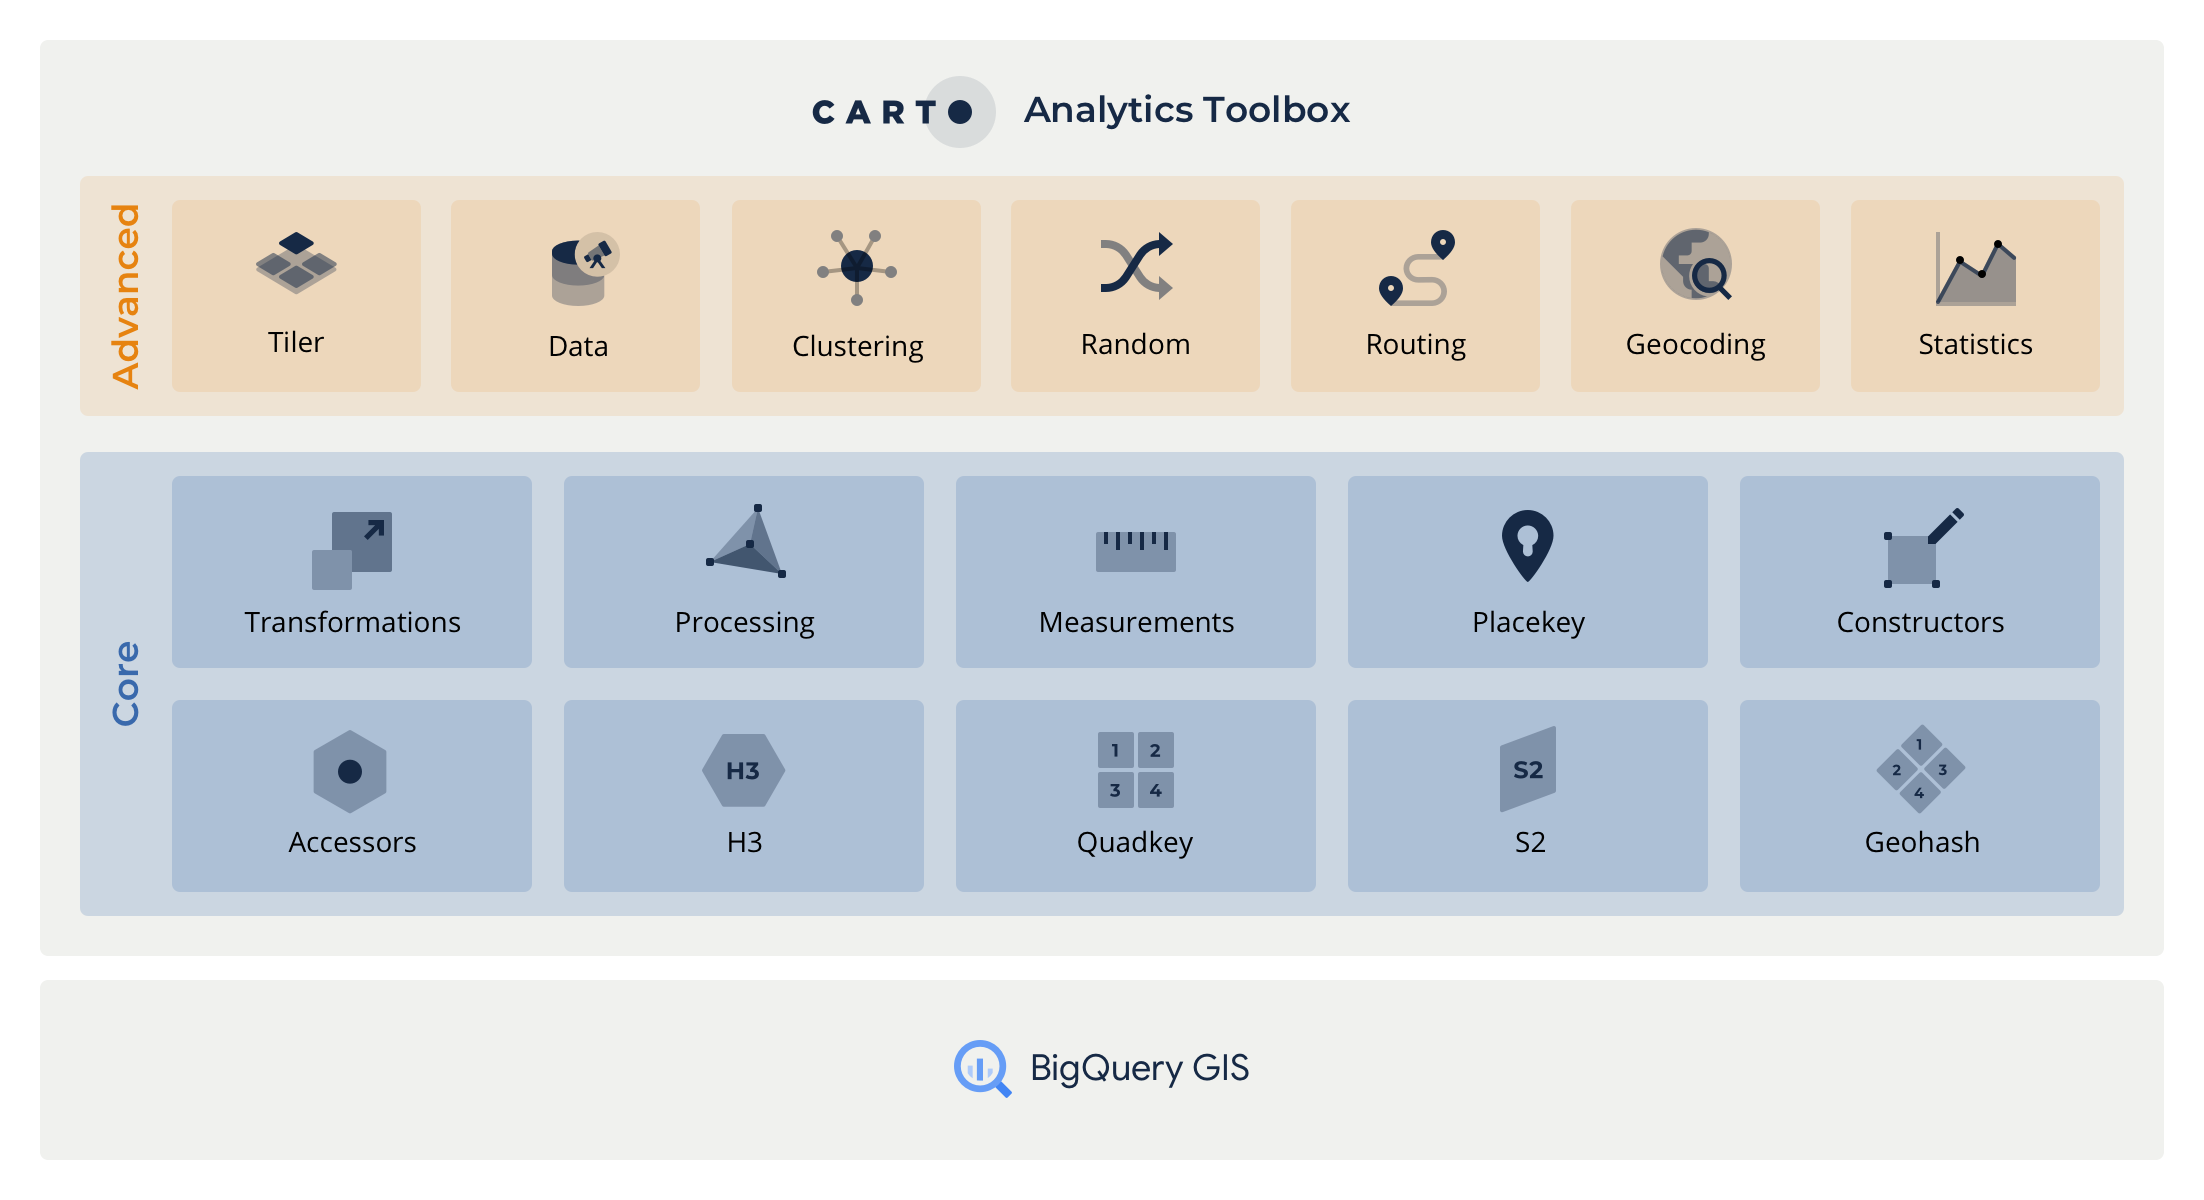 CARTO Analytics Toolbox
Advanced
Tiler
Data
Clustering
Random
Routing
Geocoding
Statistics
Core
Transformations
Processing
Measurements
Placekey
Constructors
Accessors
H3
H3
1 2
3 4
Quadkey
S2
S2
1
2 3
4
Geohash
BigQuery GIS